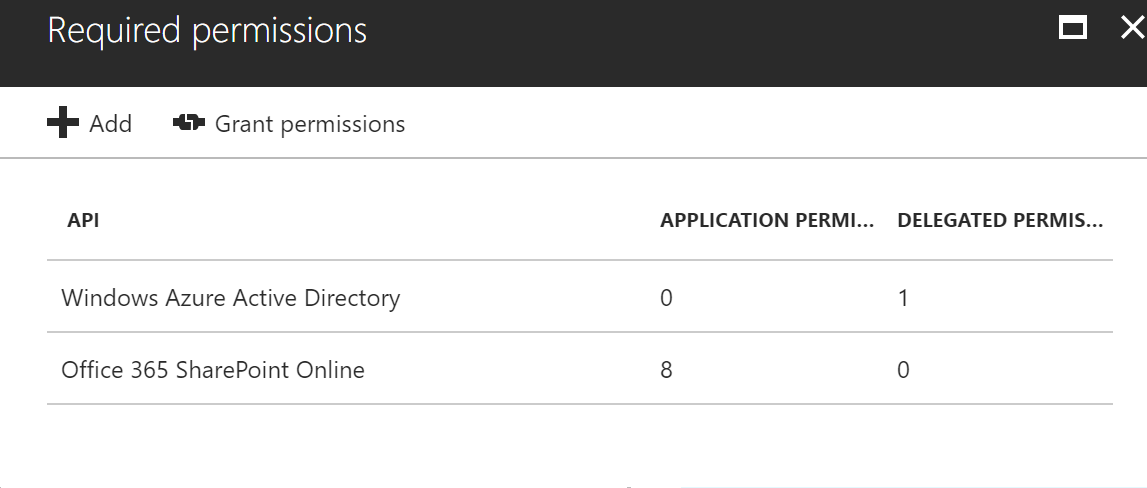 Required permissions
Add Grant permissions
API APPLICATION PERMI... DELEGATED PERMIS...
Windows Azure Active Directory 0 1
Office 365 SharePoint Online 8 0